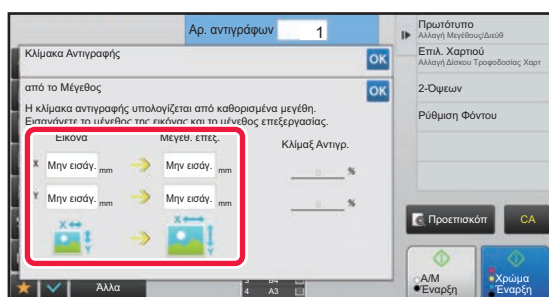 Αρ. αντιγράφων 1
Κλίμακα Αντιγραφής OK
από το Μέγεθος OK
Η κλίμακα αντιγραφής υπολογίζεται από καθορισμένα μεγέθη.
Εισαγάγετε το μέγεθος της εικόνας και το μέγεθος επεξεργασίας.
Εικόνα Μεγεθ. επεξ. Κλίμαξ Αντιγρ.
X Μην εισάγ. mm Μην εισάγ. mm %
Y Μην εισάγ. mm Μην εισάγ. mm %
X Y X Y
Άλλα
4 A3
Πρωτότυπο
Αλλαγή Μεγέθους/Διεύθ
Επιλ. Χαρτιού
Αλλαγή Δίσκου Τροφοδοσίας Χαρτ
2-Όψεων
Ρύθμιση Φόντου
Προεπισκόπ CA
Α/Μ
Έναρξη
Χρώμα
Έναρξη